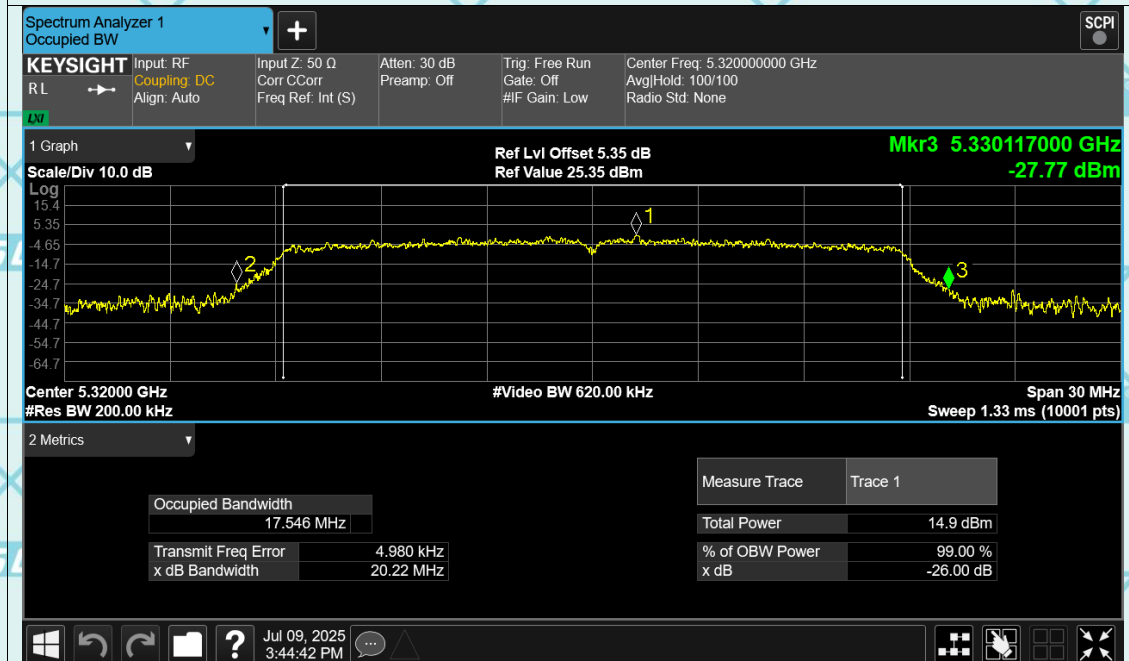 Spectrum Analyzer 1
Occupied BW
+
SCPI
KEYSIGHT
RL
LXI
Input: RF
Coupling: DC
Align: Auto
Input Z: 50 Ω
Corr CCorr
Freq Ref: Int (S)
Atten: 30 dB
Preamp: Off
Trig: Free Run
Gate: Off
#IF Gain: Low
Center Freq: 5.320000000 GHz
Avg|Hold: 100/100
Radio Std: None
1 Graph
Scale/Div 10.0 dB
Ref Lvl Offset 5.35 dB
Ref Value 25.35 dBm
Mkr3 5.330117000 GHz
-27.77 dBm
Log
15.4
5.35
-4.65
-14.7
-24.7
-34.7
-44.7
-54.7
-64.7
1
2
3
Center 5.32000 GHz
#Video BW 620.00 kHz
Span 30 MHz
#Res BW 200.00 kHz
Sweep 1.33 ms (10001 pts)
2 Metrics
Measure Trace Trace 1
Occupied Bandwidth
17.546 MHz
Total Power 14.9 dBm
Transmit Freq Error 4.980 kHz
% of OBW Power 99.00 %
x dB Bandwidth 20.22 MHz
x dB -26.00 dB
?
Jul 09, 2025
3:44:42 PM